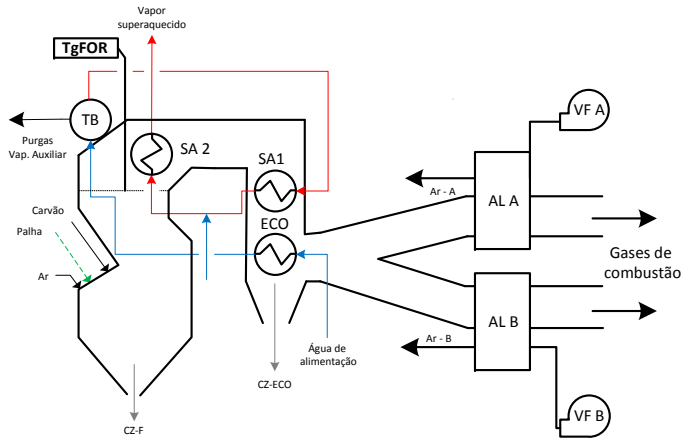 Vapor
superaquecido
TgFOR
VF A
TB
Purgas
Vap. Auxiliar
SA 2
SA1
Ar - A
AL A
Carvão
Palha
ECO
Ar
Gases de
combustão
AL B
Ar - B
Água de
alimentação
CZ-ECO
CZ-F
VF B